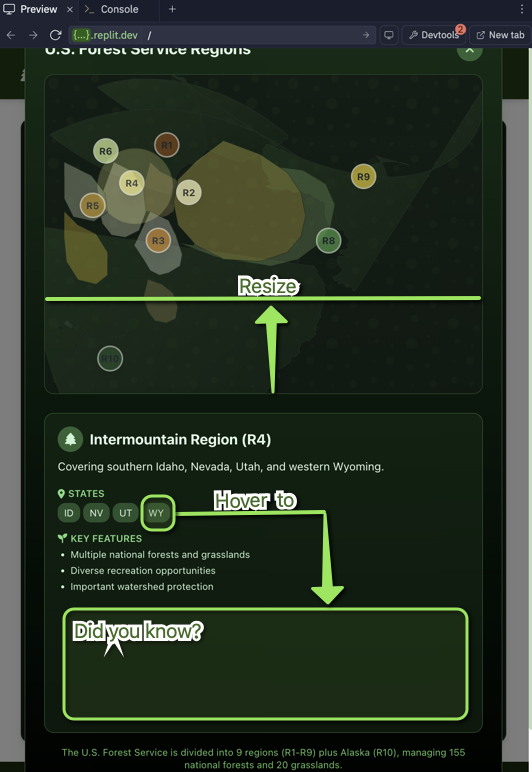 Preview
Console
{...}.replit.dev /
Devtools
2
New tab
U.S. Forest Service Regions
R6
R1
R4
R2
R9
R5
R3
R8
Resize
R10
Intermountain Region (R4)
Covering southern Idaho, Nevada, Utah, and western Wyoming.
STATES
ID NV UT WY
Hover to
KEY FEATURES
• Multiple national forests and grasslands
• Diverse recreation opportunities
• Important watershed protection
Did you know?
The U.S. Forest Service is divided into 9 regions (R1-R9) plus Alaska (R10), managing 155
national forests and 20 grasslands.